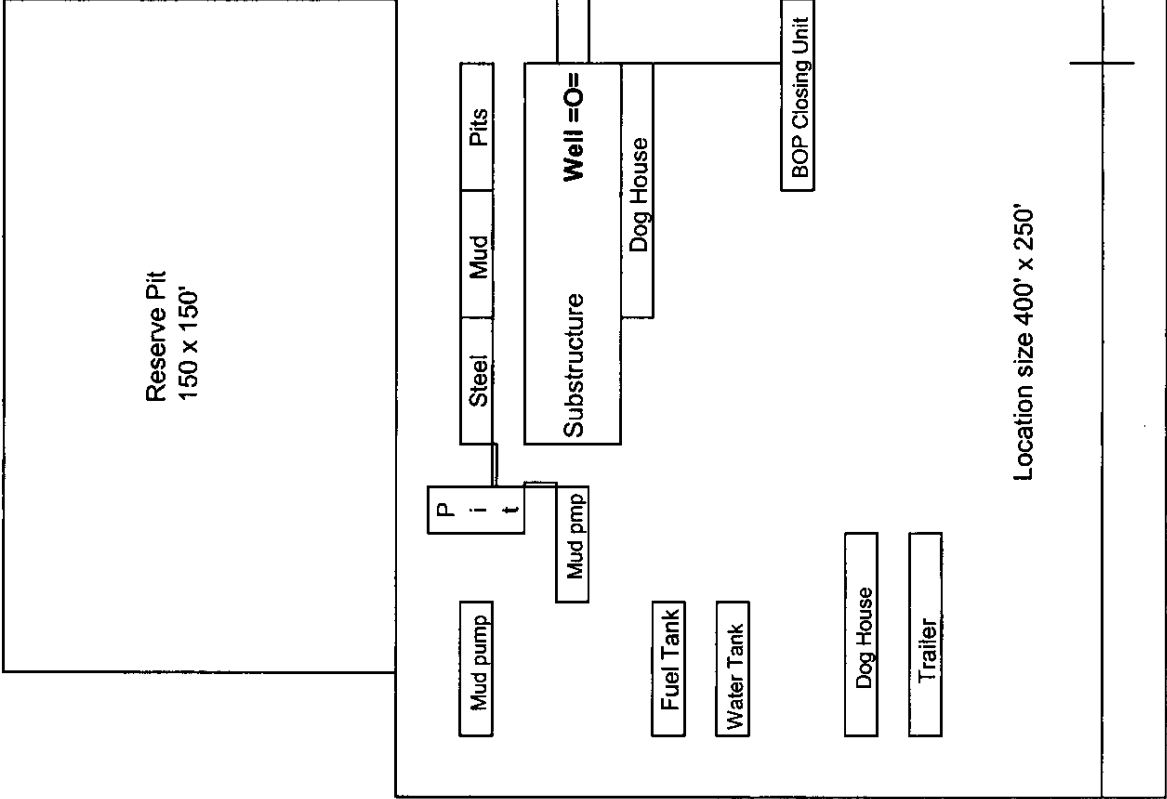 Reserve Pit
150 x 150'
Steel Mud Pits
P
i
t
Mud pump
Mud pmp
Substructure Well =O=
Dog House
Fuel Tank
Water Tank
BOP Closing Unit
Dog House
Trailer
Location size 400' x 250'